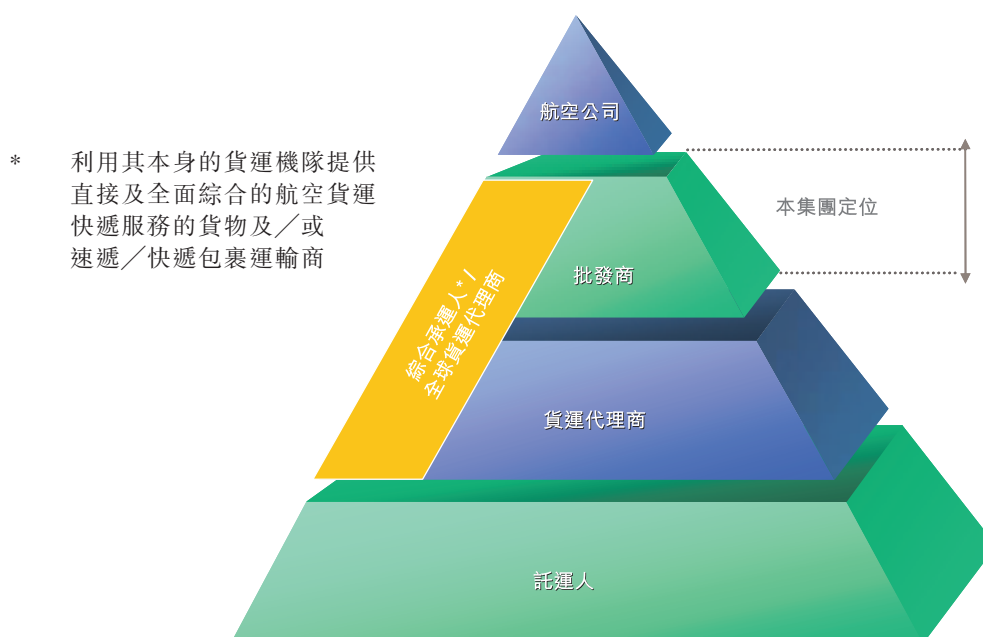 航空公司
* 利用其本身的貨運機隊提供
直接及全面綜合的航空貨運
快遞服務的貨物及／或
速遞／快遞包裹運輸商
本集團定位
批發商
綜合承運人* /
全球貨運代理商
貨運代理商
託運人